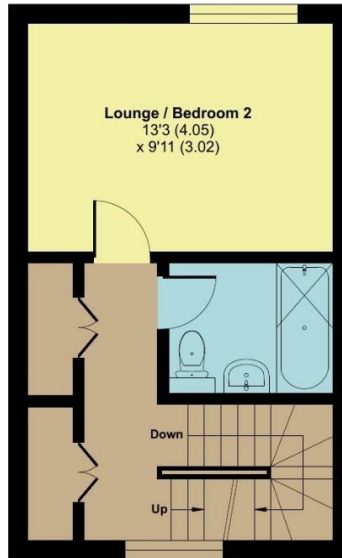 Lounge / Bedroom 2
13'3 (4.05)
x 9'11 (3.02)
Down
Up